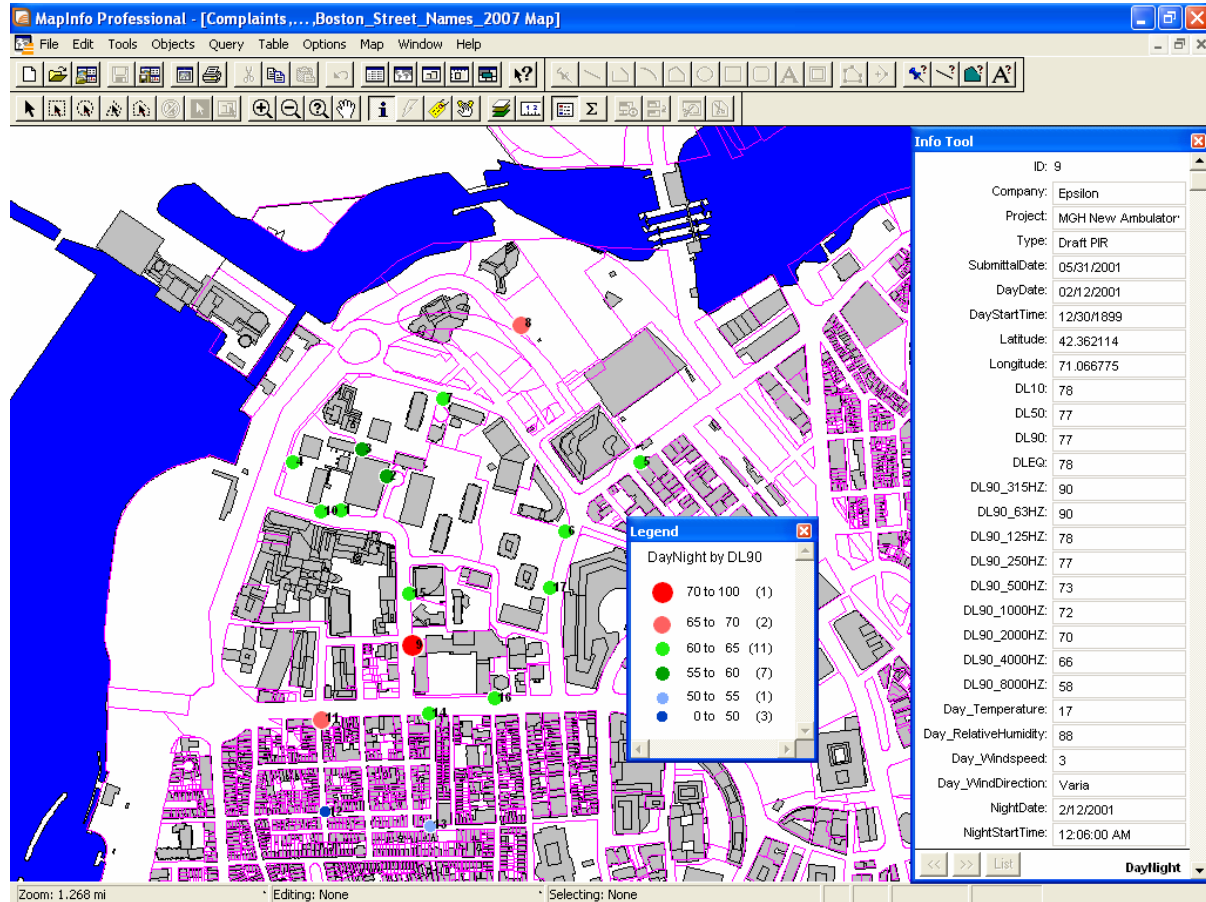 MapInfo Professional - [Complaints,...,Boston_Street_Names_2007 Map]
File Edit Tools Objects Query Table Options Map Window Help
Info Tool
ID: 9
Company: Epsilon
Project: MGH New Ambulator
Type: Draft PIR
SubmittalDate: 05/31/2001
DayDate: 02/12/2001
DayStartTime: 12/30/1899
Latitude: 42.362114
Longitude: 71.066775
DL10: 78
DL50: 77
DL90: 77
DLEQ: 78
DL90_315HZ: 90
DL90_63HZ: 90
DL90_125HZ: 78
DL90_250HZ: 77
DL90_500HZ: 73
DL90_1000HZ: 72
DL90_2000HZ: 70
DL90_4000HZ: 66
DL90_8000HZ: 58
Day_Temperature: 17
Day_RelativeHumidity: 88
Day_Windspeed: 3
Day_WindDirection: Varia
NightDate: 2/12/2001
NightStartTime: 12:06:00 AM
<< >> List DayNight
8
4
5
10 1
6
17
15
9
16
11
14
12
13
Legend
DayNight by DL90
70 to 100 (1)
65 to 70 (2)
60 to 65 (11)
55 to 60 (7)
50 to 55 (1)
0 to 50 (3)
Zoom: 1.268 mi
Editing: None
Selecting: None